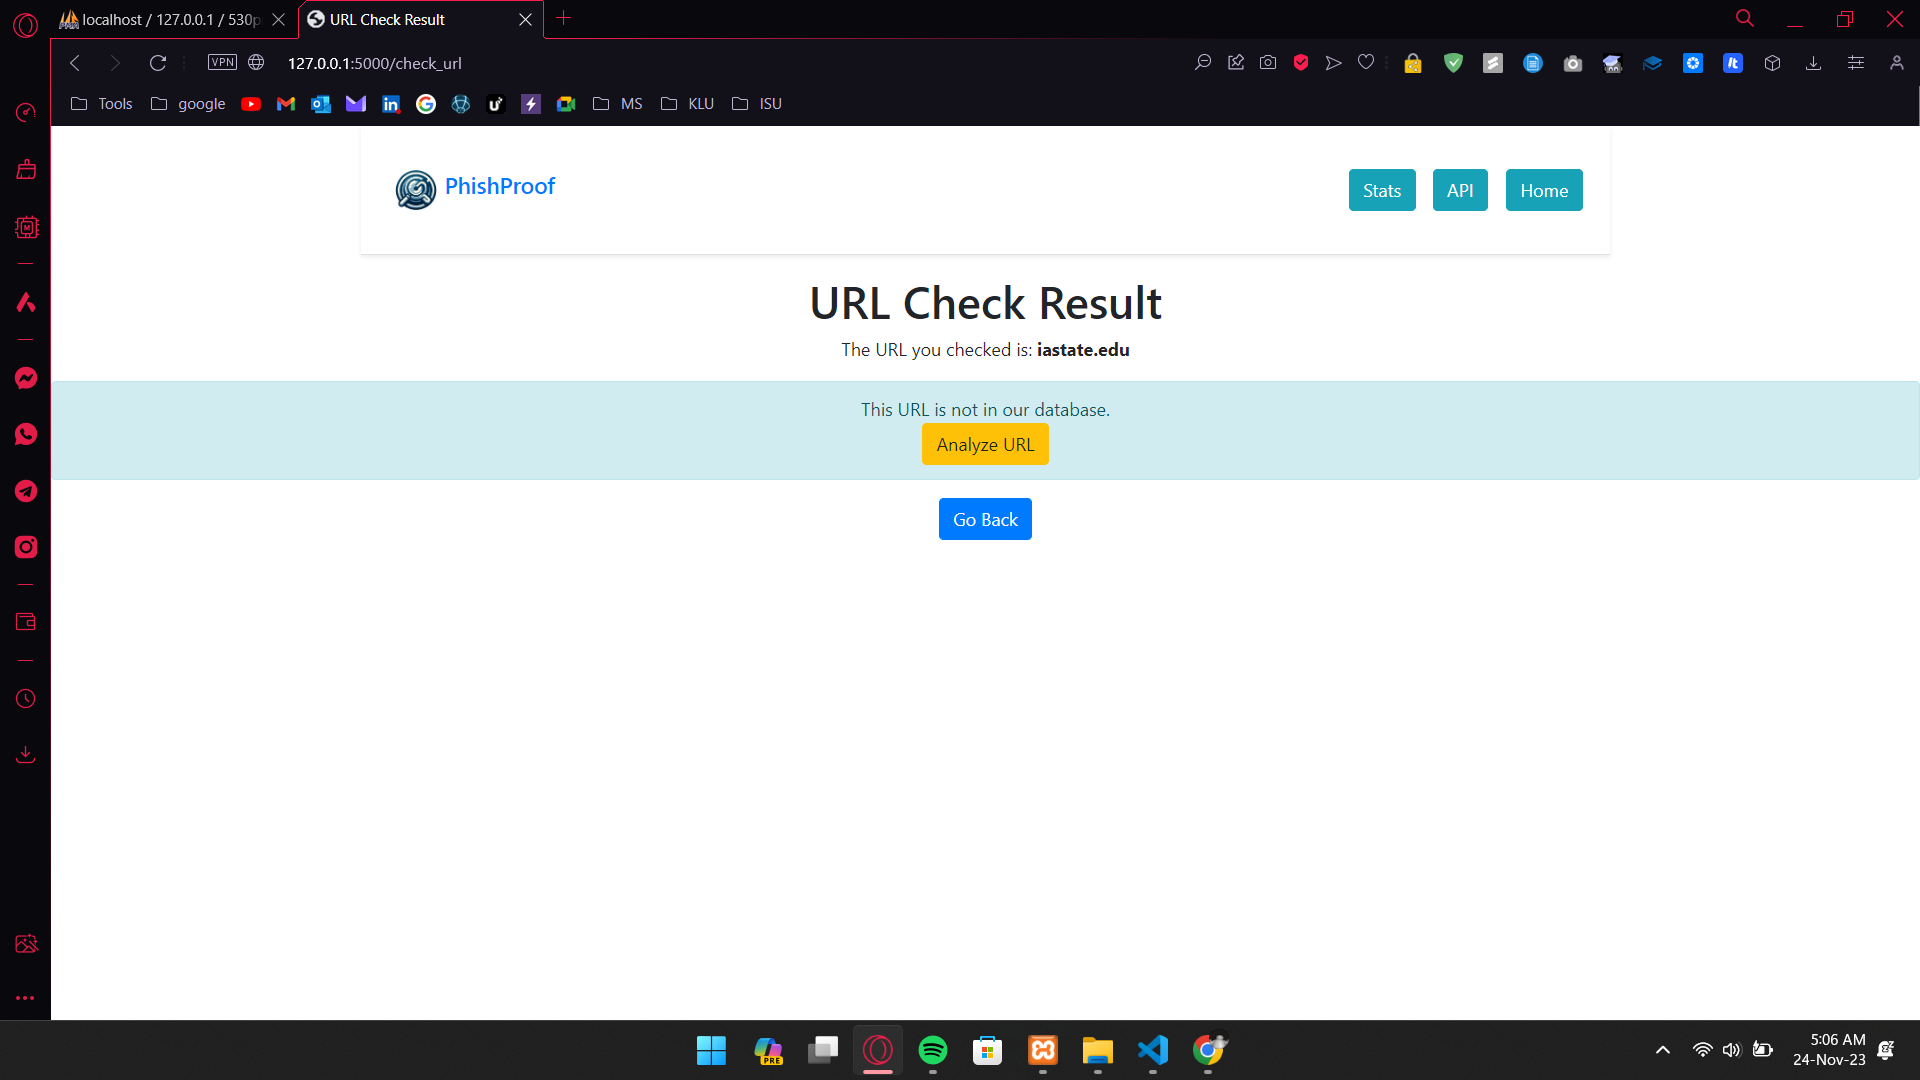 localhost / 127.0.0.1 / 530p
URL Check Result
VPN
127.0.0.1:5000/check_url
Tools
google
MS
KLU
ISU
PhishProof
Stats
API
Home
URL Check Result
The URL you checked is: iastate.edu
This URL is not in our database.
Analyze URL
Go Back
PRE
5:06 AM
24-Nov-23